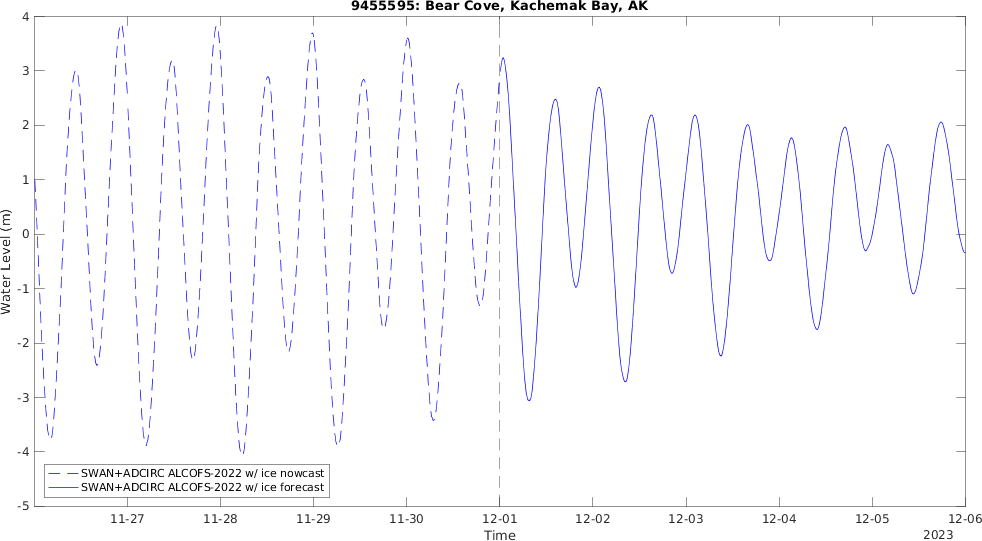 9455595: Bear Cove, Kachemak Bay, AK
4
3
2
1
0
-1
-2
-3
-4
-5
Water Level (m)
SWAN+ADCIRC ALCOFS-2022 w/ ice nowcast
SWAN+ADCIRC ALCOFS-2022 w/ ice forecast
11-27 11-28 11-29 11-30 12-01 12-02 12-03 12-04 12-05 12-06
Time
2023